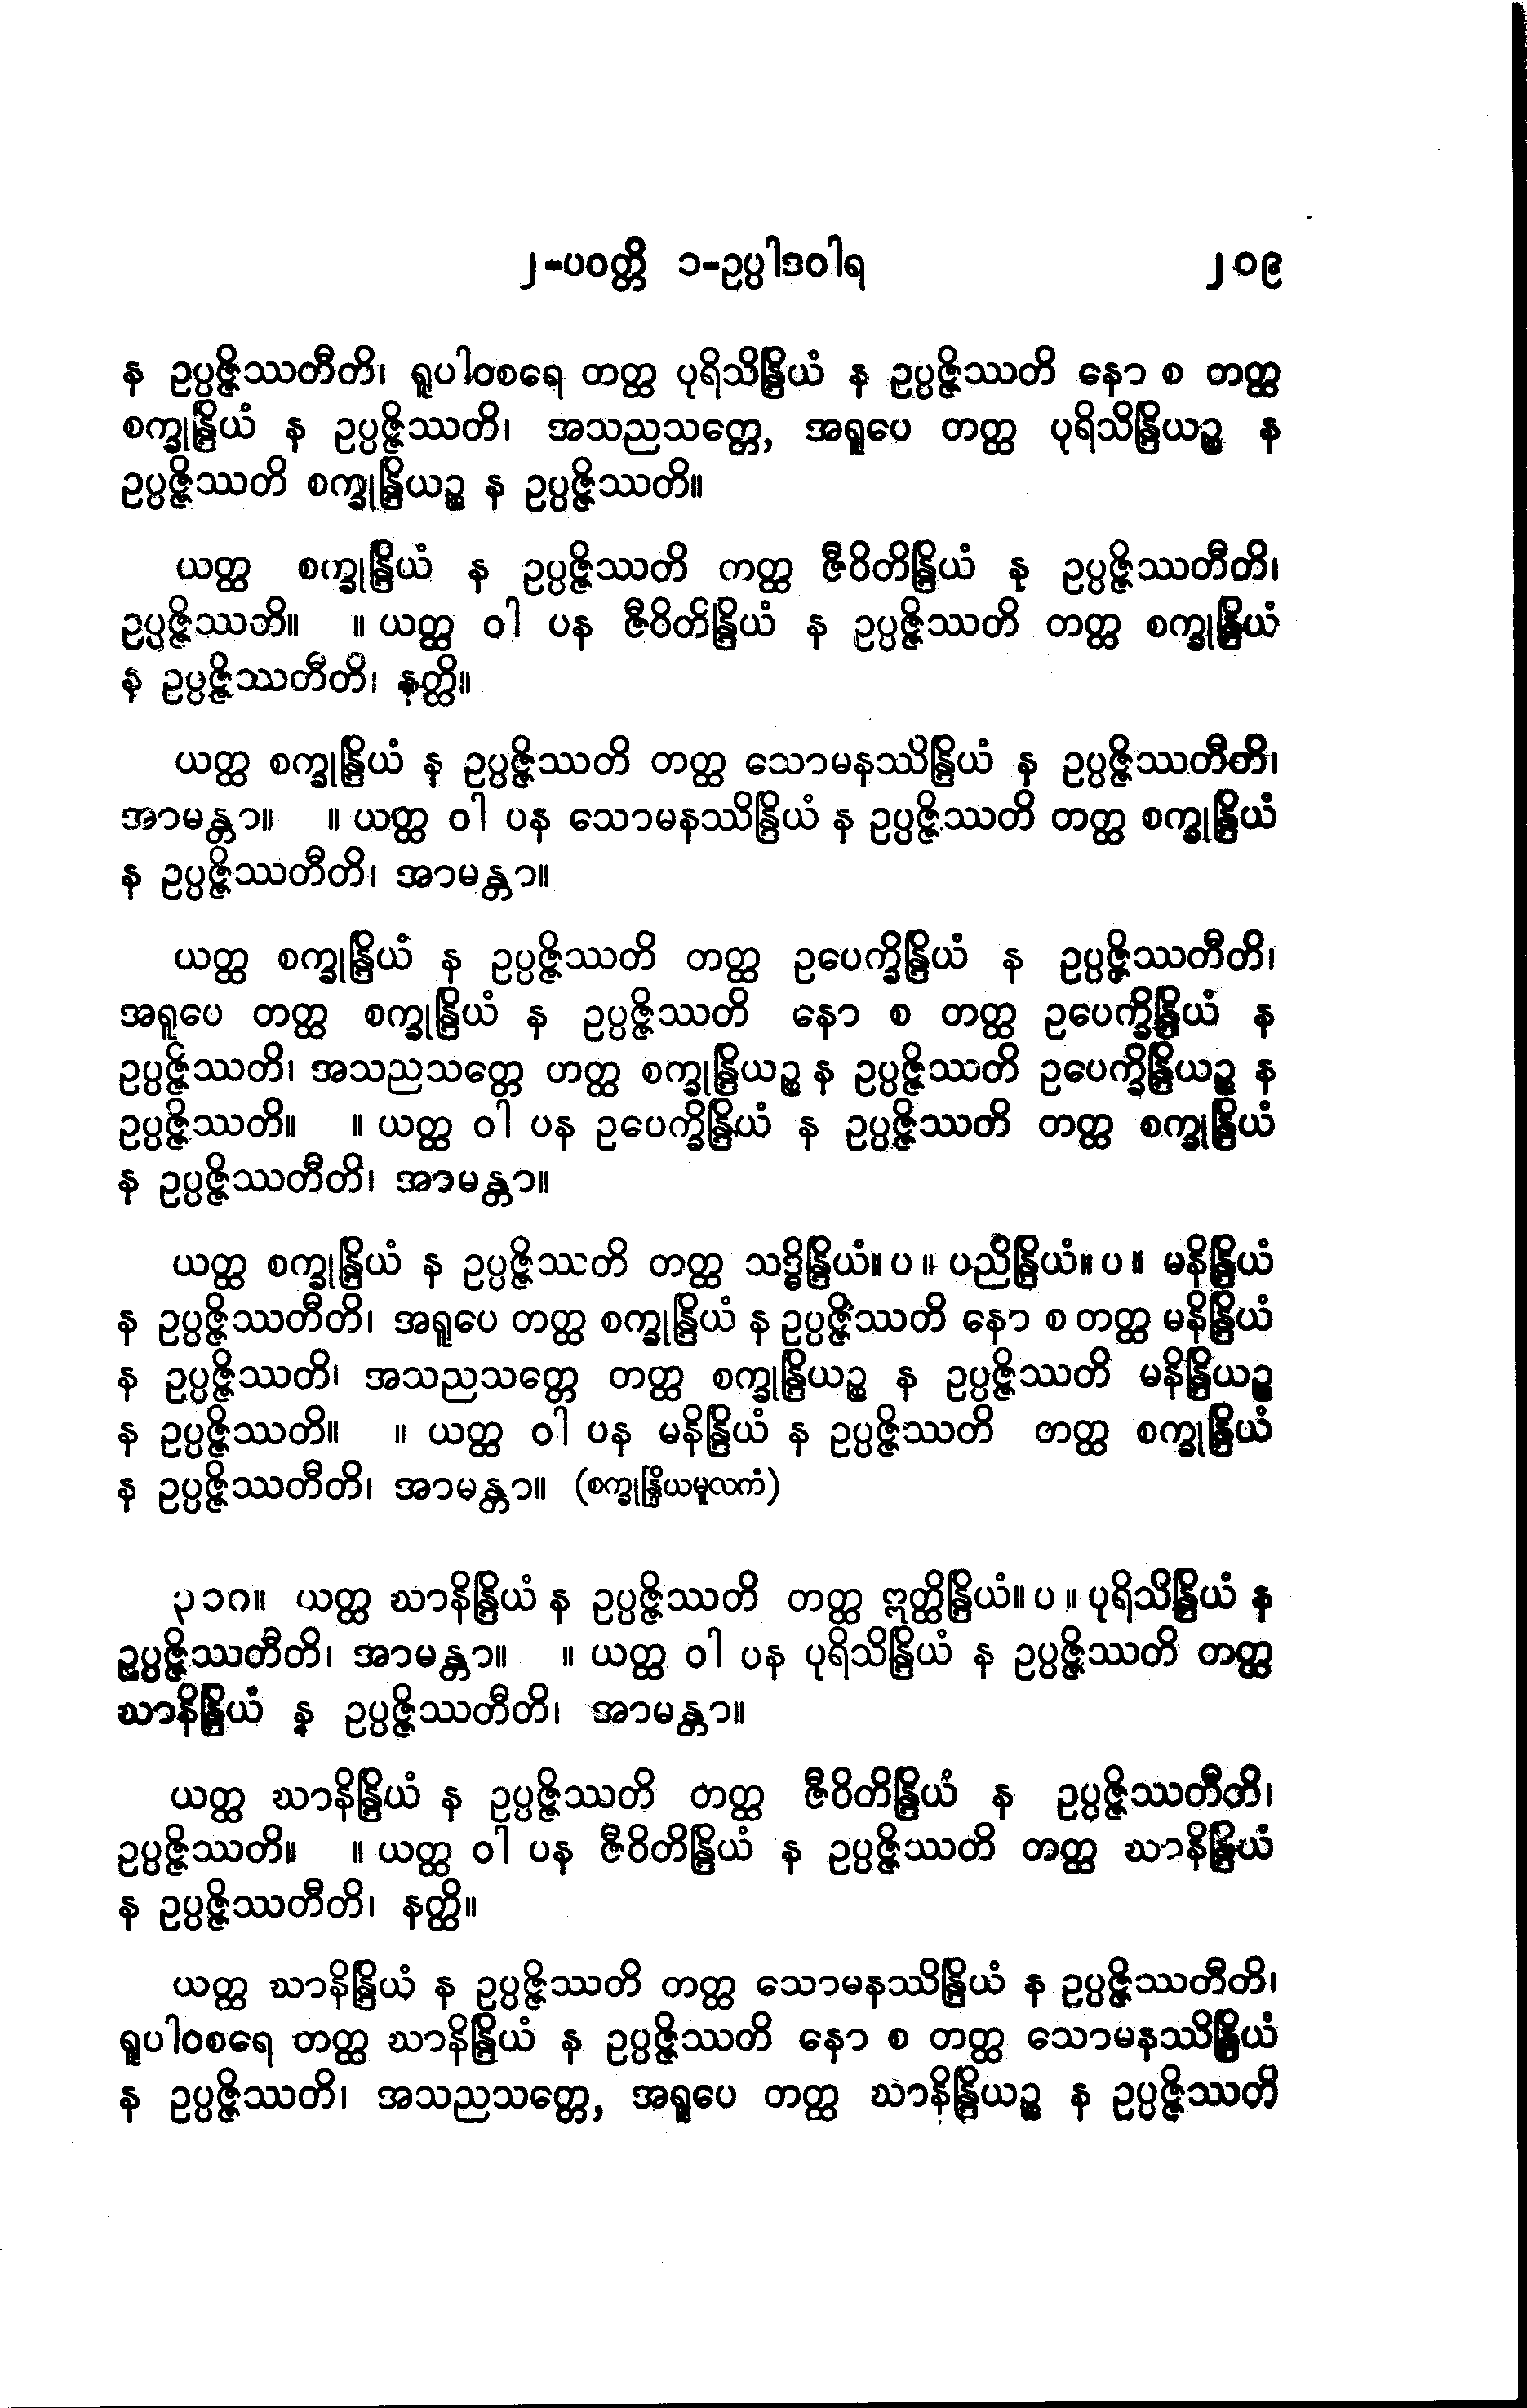 ၂-ပဝတ္တိ ၁-ဥပ္ပါဒဝါရ ၂၀၉
န ဥပ္ပဇ္ဇိဿတီတိ၊ ရူပါဝစရေ တတ္ထ ပုရိသိန္ဒြိယံ န ဥပ္ပဇ္ဇိဿတိ နော စ တတ္ထ
စက္ခုန္ဒြိယံ န ဥပ္ပဇ္ဇိဿတိ၊ အသညသတ္တေ, အရူပေ တတ္ထ ပုရိသိန္ဒြိယဉ္စ န
ဥပ္ပဇ္ဇိဿတိ စက္ခုန္ဒြိယဉ္စ န ဥပ္ပဇ္ဇိဿတိ။
ယတ္ထ စက္ခုန္ဒြိယံ န ဥပ္ပဇ္ဇိဿတိ တတ္ထ ဇီဝိတိန္ဒြိယံ န ဥပ္ပဇ္ဇိဿတီတိ၊
ဥပ္ပဇ္ဇိဿတိ။ ။ ယတ္ထ ဝါ ပန ဇီဝိတိန္ဒြိယံ န ဥပ္ပဇ္ဇိဿတိ တတ္ထ စက္ခုန္ဒြိယံ
န ဥပ္ပဇ္ဇိဿတီတိ၊ နတ္ထိ။
ယတ္ထ စက္ခုန္ဒြိယံ န ဥပ္ပဇ္ဇိဿတိ တတ္ထ သောမနဿိန္ဒြိယံ န ဥပ္ပဇ္ဇိဿတီတိ၊
အာမန္တာ။ ။ ယတ္ထ ဝါ ပန သောမနဿိန္ဒြိယံ န ဥပ္ပဇ္ဇိဿတိ တတ္ထ စက္ခုန္ဒြိယံ
န ဥပ္ပဇ္ဇိဿတီတိ၊ အာမန္တာ။
ယတ္ထ စက္ခုန္ဒြိယံ န ဥပ္ပဇ္ဇိဿတိ တတ္ထ ဥပေက္ခိန္ဒြိယံ န ဥပ္ပဇ္ဇိဿတီတိ၊
အရူပေ တတ္ထ စက္ခုန္ဒြိယံ န ဥပ္ပဇ္ဇိဿတိ နော စ တတ္ထ ဥပေက္ခိန္ဒြိယံ န
ဥပ္ပဇ္ဇိဿတိ၊ အသညသတ္တေ တတ္ထ စက္ခုန္ဒြိယဉ္စ န ဥပ္ပဇ္ဇိဿတိ ဥပေက္ခိန္ဒြိယဉ္စ န
ဥပ္ပဇ္ဇိဿတိ။ ။ ယတ္ထ ဝါ ပန ဥပေက္ခိန္ဒြိယံ န ဥပ္ပဇ္ဇိဿတိ တတ္ထ စက္ခုန္ဒြိယံ
န ဥပ္ပဇ္ဇိဿတီတိ၊ အာမန္တာ။
ယတ္ထ စက္ခုန္ဒြိယံ န ဥပ္ပဇ္ဇိဿတိ တတ္ထ သဒ္ဓိန္ဒြိယံ။ ပ ။ ပညိန္ဒြိယံ။ ပ ။ မနိန္ဒြိယံ
န ဥပ္ပဇ္ဇိဿတီတိ၊ အရူပေ တတ္ထ စက္ခုန္ဒြိယံ န ဥပ္ပဇ္ဇိဿတိ နော စ တတ္ထ မနိန္ဒြိယံ
န ဥပ္ပဇ္ဇိဿတိ၊ အသညသတ္တေ တတ္ထ စက္ခုန္ဒြိယဉ္စ န ဥပ္ပဇ္ဇိဿတိ မနိန္ဒြိယဉ္စ
န ဥပ္ပဇ္ဇိဿတိ။ ။ ယတ္ထ ဝါ ပန မနိန္ဒြိယံ န ဥပ္ပဇ္ဇိဿတိ တတ္ထ စက္ခုန္ဒြိယံ
န ဥပ္ပဇ္ဇိဿတီတိ၊ အာမန္တာ။ (စက္ခုန္ဒြိယမူလကံ)
၃၁၀။ ယတ္ထ ဃာနိန္ဒြိယံ န ဥပ္ပဇ္ဇိဿတိ တတ္ထ ဣတ္ထိန္ဒြိယံ။ ပ ။ ပုရိသိန္ဒြိယံ န
ဥပ္ပဇ္ဇိဿတီတိ၊ အာမန္တာ။ ။ ယတ္ထ ဝါ ပန ပုရိသိန္ဒြိယံ န ဥပ္ပဇ္ဇိဿတိ တတ္ထ
ဃာနိန္ဒြိယံ န ဥပ္ပဇ္ဇိဿတီတိ၊ အာမန္တာ။
ယတ္ထ ဃာနိန္ဒြိယံ န ဥပ္ပဇ္ဇိဿတိ တတ္ထ ဇီဝိတိန္ဒြိယံ န ဥပ္ပဇ္ဇိဿတီတိ၊
ဥပ္ပဇ္ဇိဿတိ။ ။ ယတ္ထ ဝါ ပန ဇီဝိတိန္ဒြိယံ န ဥပ္ပဇ္ဇိဿတိ တတ္ထ ဃာနိန္ဒြိယံ
န ဥပ္ပဇ္ဇိဿတီတိ၊ နတ္ထိ။
ယတ္ထ ဃာနိန္ဒြိယံ န ဥပ္ပဇ္ဇိဿတိ တတ္ထ သောမနဿိန္ဒြိယံ န ဥပ္ပဇ္ဇိဿတီတိ၊
ရူပါဝစရေ တတ္ထ ဃာနိန္ဒြိယံ န ဥပ္ပဇ္ဇိဿတိ နော စ တတ္ထ သောမနဿိန္ဒြိယံ
န ဥပ္ပဇ္ဇိဿတိ၊ အသညသတ္တေ, အရူပေ တတ္ထ ဃာနိန္ဒြိယဉ္စ န ဥပ္ပဇ္ဇိဿတိ